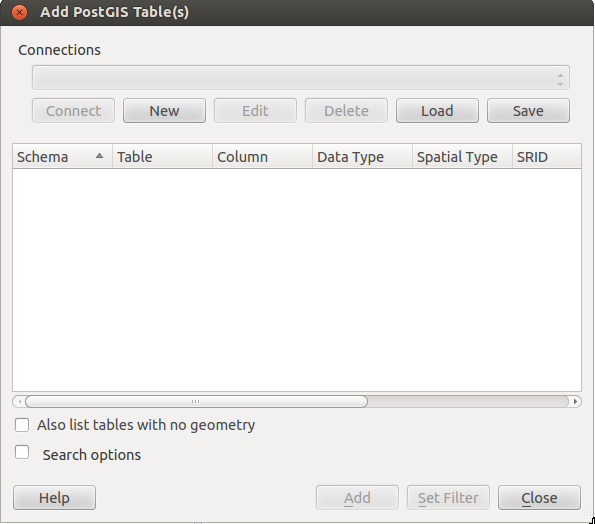 Add PostGIS Table(s)
Connections
Connect New Edit Delete Load Save
Schema Table Column Data Type Spatial Type SRID
Also list tables with no geometry
Search options
Help Add Set Filter Close